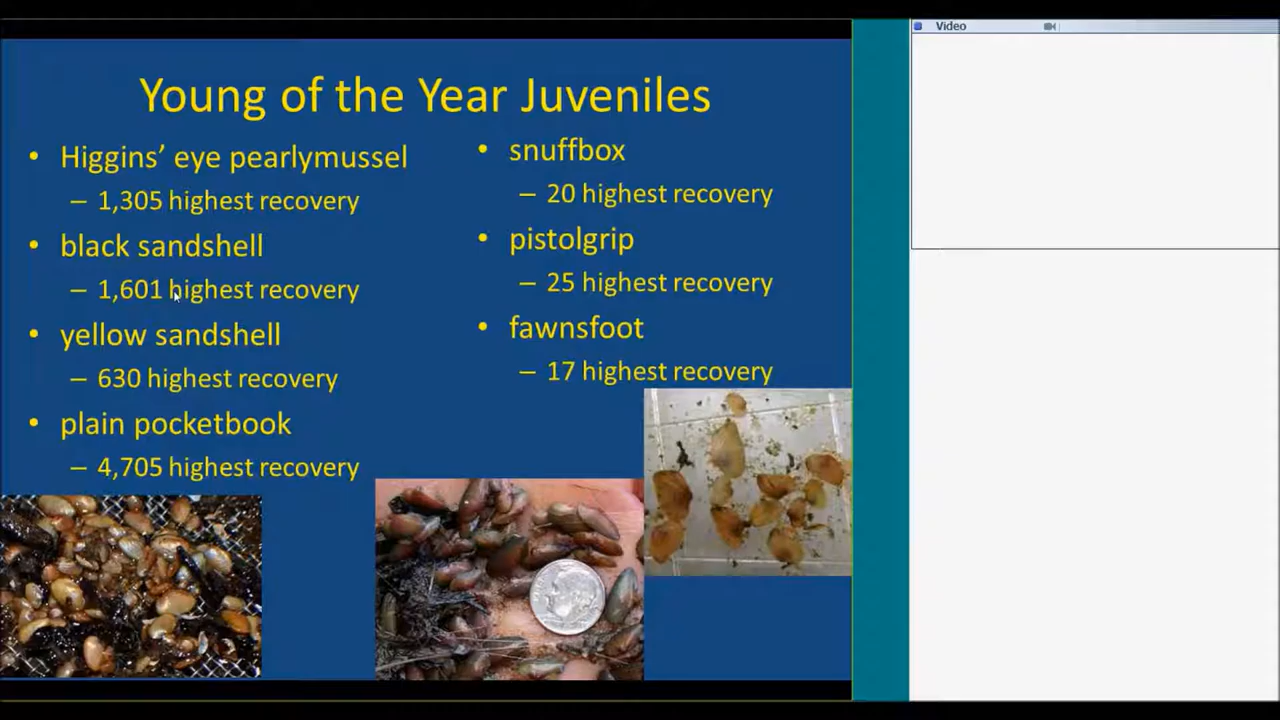 Young of the Year Juveniles
• Higgins’ eye pearlymussel
– 1,305 highest recovery
• black sandshell
– 1,601 highest recovery
• yellow sandshell
– 630 highest recovery
• plain pocketbook
– 4,705 highest recovery
• snuffbox
– 20 highest recovery
• pistolgrip
– 25 highest recovery
• fawnsfoot
– 17 highest recovery
Video